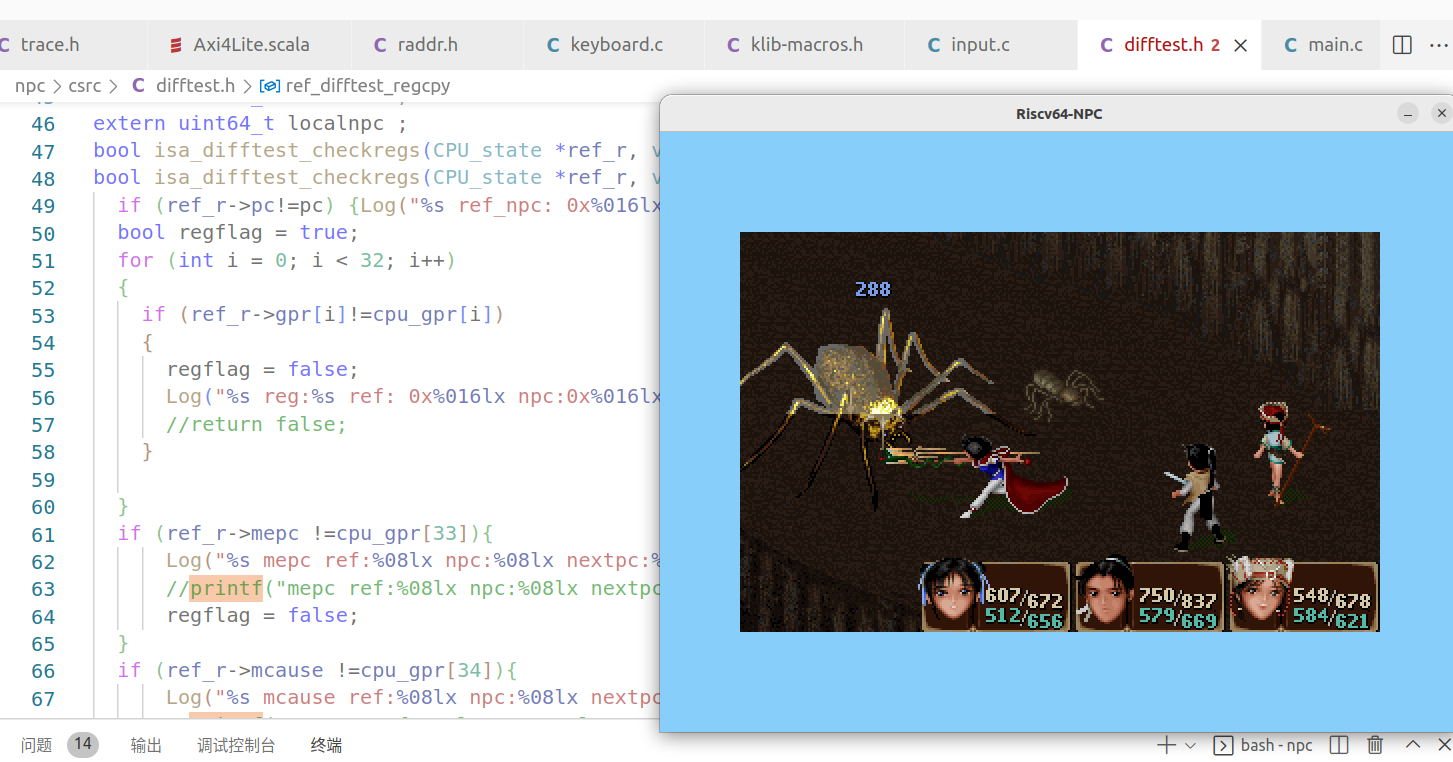 C trace.h Axi4Lite.scala C raddr.h C keyboard.c C klib-macros.h C input.c C difftest.h 2 C main.c
npc > csrc > C difftest.h > ref_difftest_regcpy
46 extern uint64_t localnpc ;
47 bool isa_difftest_checkregs(CPU_state *ref_r, v
48 bool isa_difftest_checkregs(CPU_state *ref_r, v
49 if (ref_r->pc!=pc) {Log("%s ref_npc: 0x%016lx
50 bool regflag = true;
51 for (int i = 0; i < 32; i++)
52 {
53 if (ref_r->gpr[i]!=cpu_gpr[i])
54 {
55 regflag = false;
56 Log("%s reg:%s ref: 0x%016lx npc:0x%016lx
57 //return false;
58 }
59
60 }
61 if (ref_r->mepc !=cpu_gpr[33]){
62 Log("%s mepc ref:%08lx npc:%08lx nextpc:%
63 //printf("mepc ref:%08lx npc:%08lx nextpc
64 regflag = false;
65 }
66 if (ref_r->mcause !=cpu_gpr[34]){
67 Log("%s mcause ref:%08lx npc:%08lx nextpc
Riscv64-NPC
288
607/672
512/656
750/837
579/669
548/678
584/621
问题 14 输出 调试控制台 终端
bash - npc